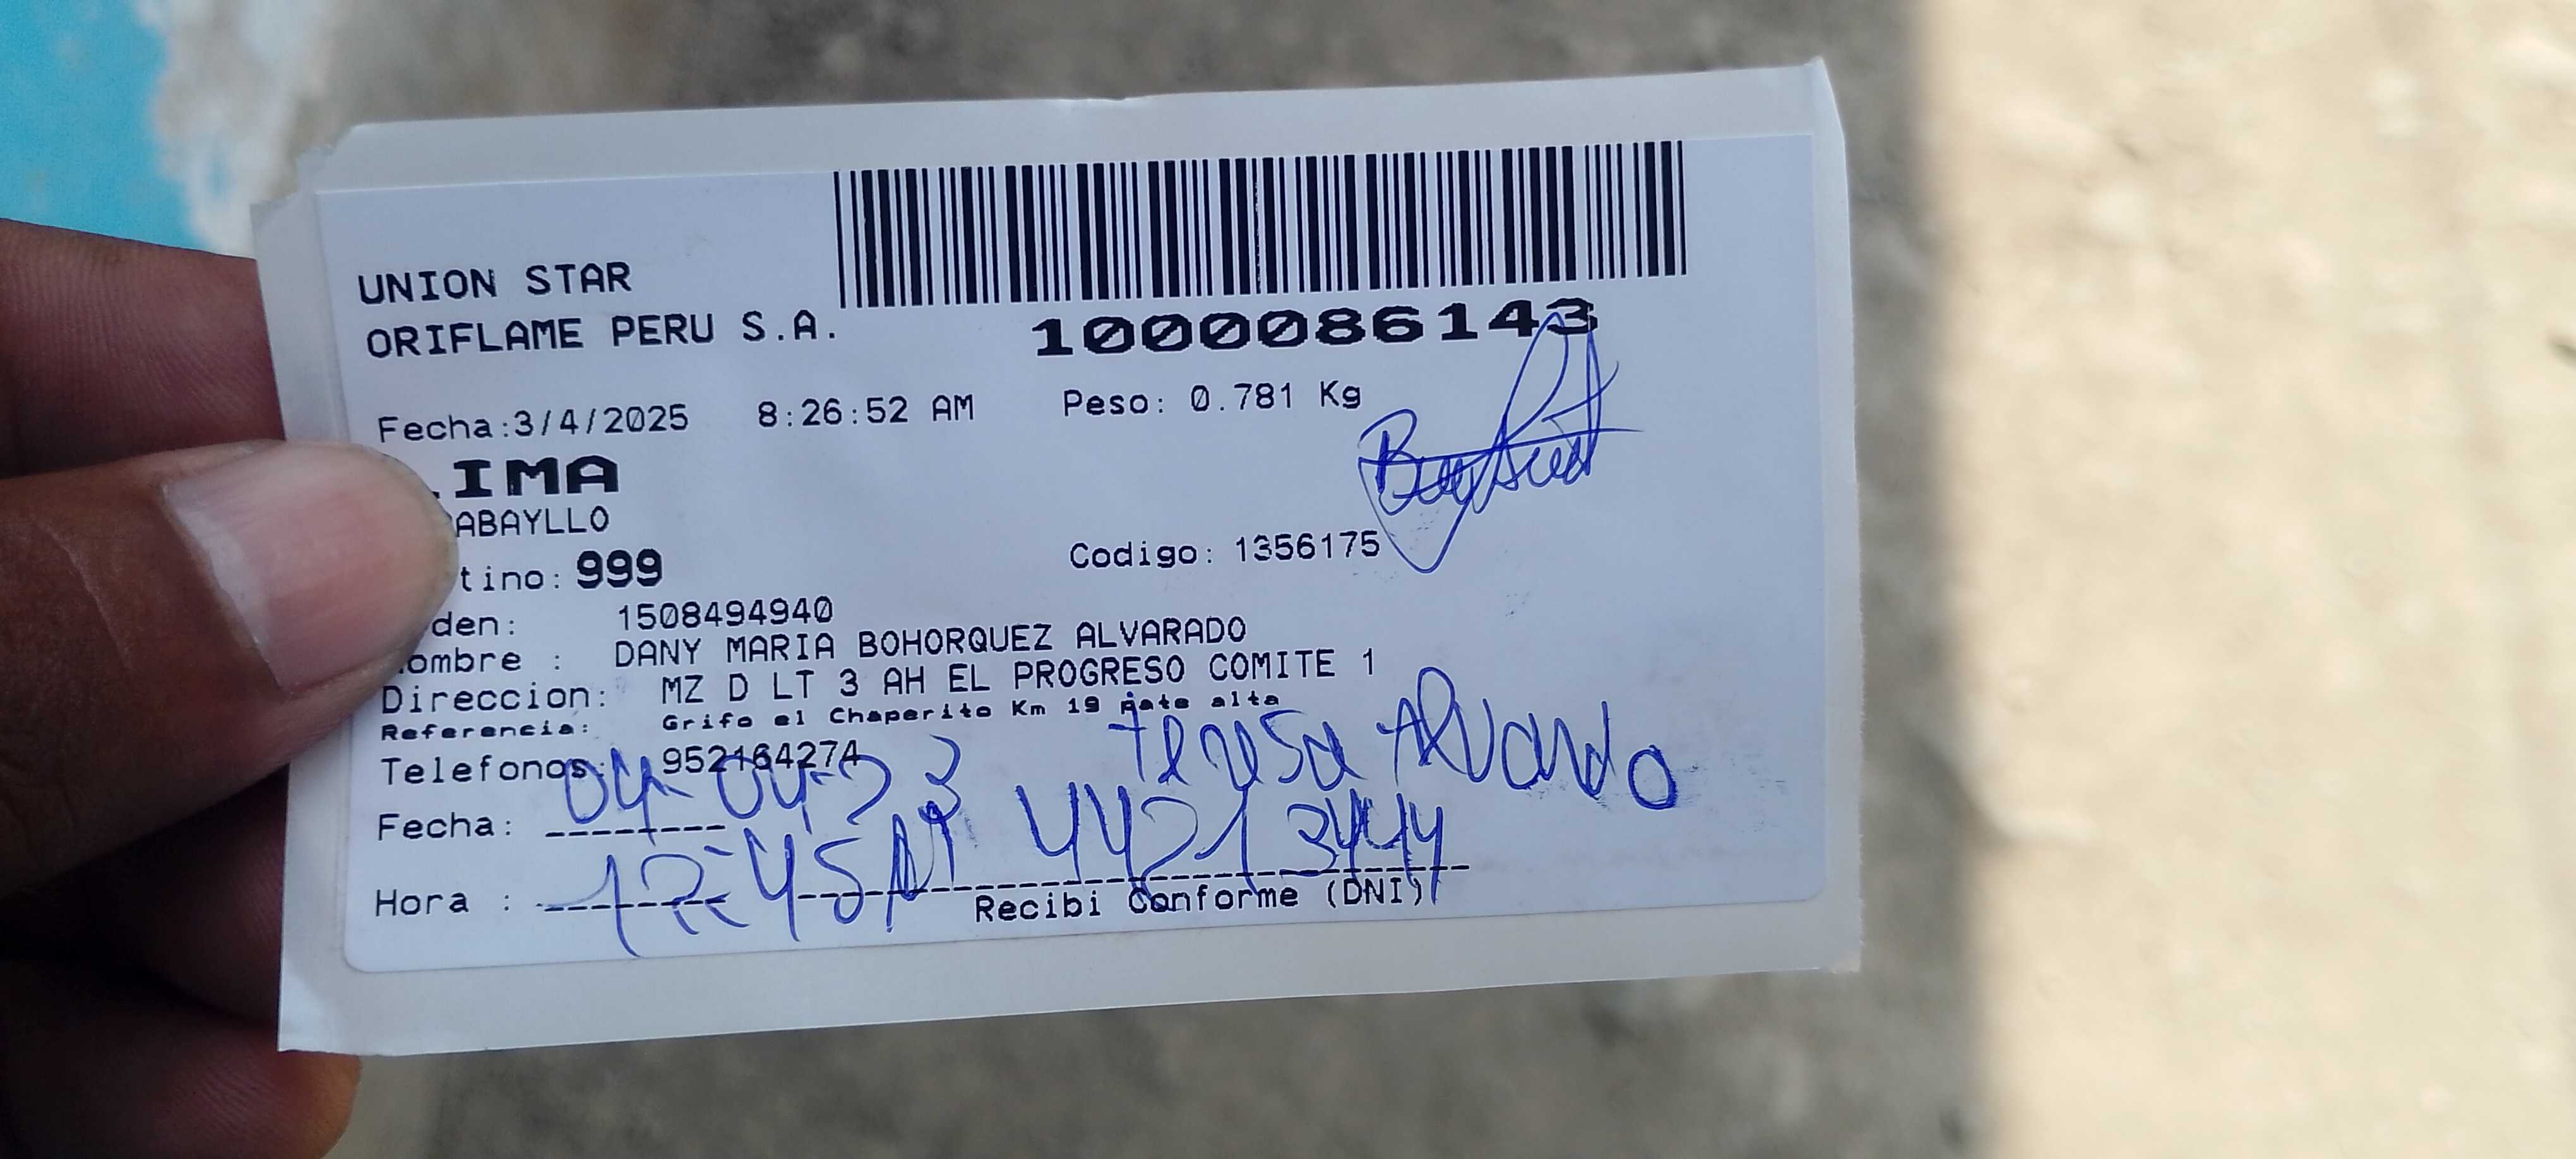 UNION STAR
ORIFLAME PERU S.A.
1000086143
Fecha:3/4/2025 8:26:52 AM Peso: 0.781 Kg
IMA
ABAYLLO
tino: 999 Codigo: 1356175
den: 1508494940
ombre : DANY MARIA BOHORQUEZ ALVARADO
Direccion: MZ D LT 3 AH EL PROGRESO COMITE 1
Referencia: Grifo el Chaperito Km 19 pate alta
Telefonos: 952164274
teresa Alvarado
Fecha: 04-04-
Hora : 12-45 44213444
Recibi Conforme (DNI)